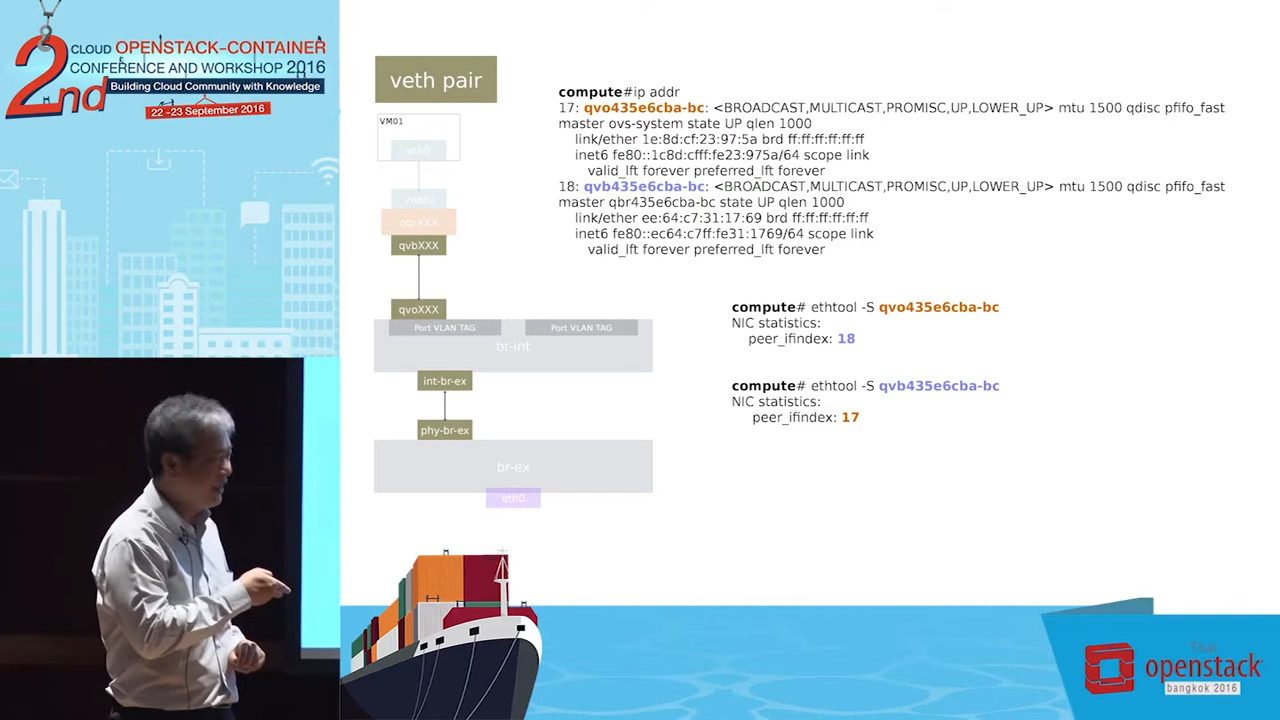 2nd
CLOUD OPENSTACK-CONTAINER
CONFERENCE AND WORKSHOP 2016
Building Cloud Community with Knowledge
22 -23 September 2016
veth pair
VM01
eth0
qbrXXX
qvbXXX
qvoXXX
Port VLAN TAG
Port VLAN TAG
br-int
int-br-ex
phy-br-ex
br-ex
eth0
compute#ip addr
17: qvo435e6cba-bc: <BROADCAST,MULTICAST,PROMISC,UP,LOWER_UP> mtu 1500 qdisc pfifo_fast
master ovs-system state UP qlen 1000
link/ether 1e:8d:cf:23:97:5a brd ff:ff:ff:ff:ff:ff
inet6 fe80::1c8d:cfff:fe23:975a/64 scope link
valid_lft forever preferred_lft forever
18: qvb435e6cba-bc: <BROADCAST,MULTICAST,PROMISC,UP,LOWER_UP> mtu 1500 qdisc pfifo_fast
master qbr435e6cba-bc state UP qlen 1000
link/ether ee:64:c7:31:17:69 brd ff:ff:ff:ff:ff:ff
inet6 fe80::ec64:c7ff:fe31:1769/64 scope link
valid_lft forever preferred_lft forever
compute# ethtool -S qvo435e6cba-bc
NIC statistics:
peer_ifindex: 18
compute# ethtool -S qvb435e6cba-bc
NIC statistics:
peer_ifindex: 17
Thai
openstack
bangkok 2016